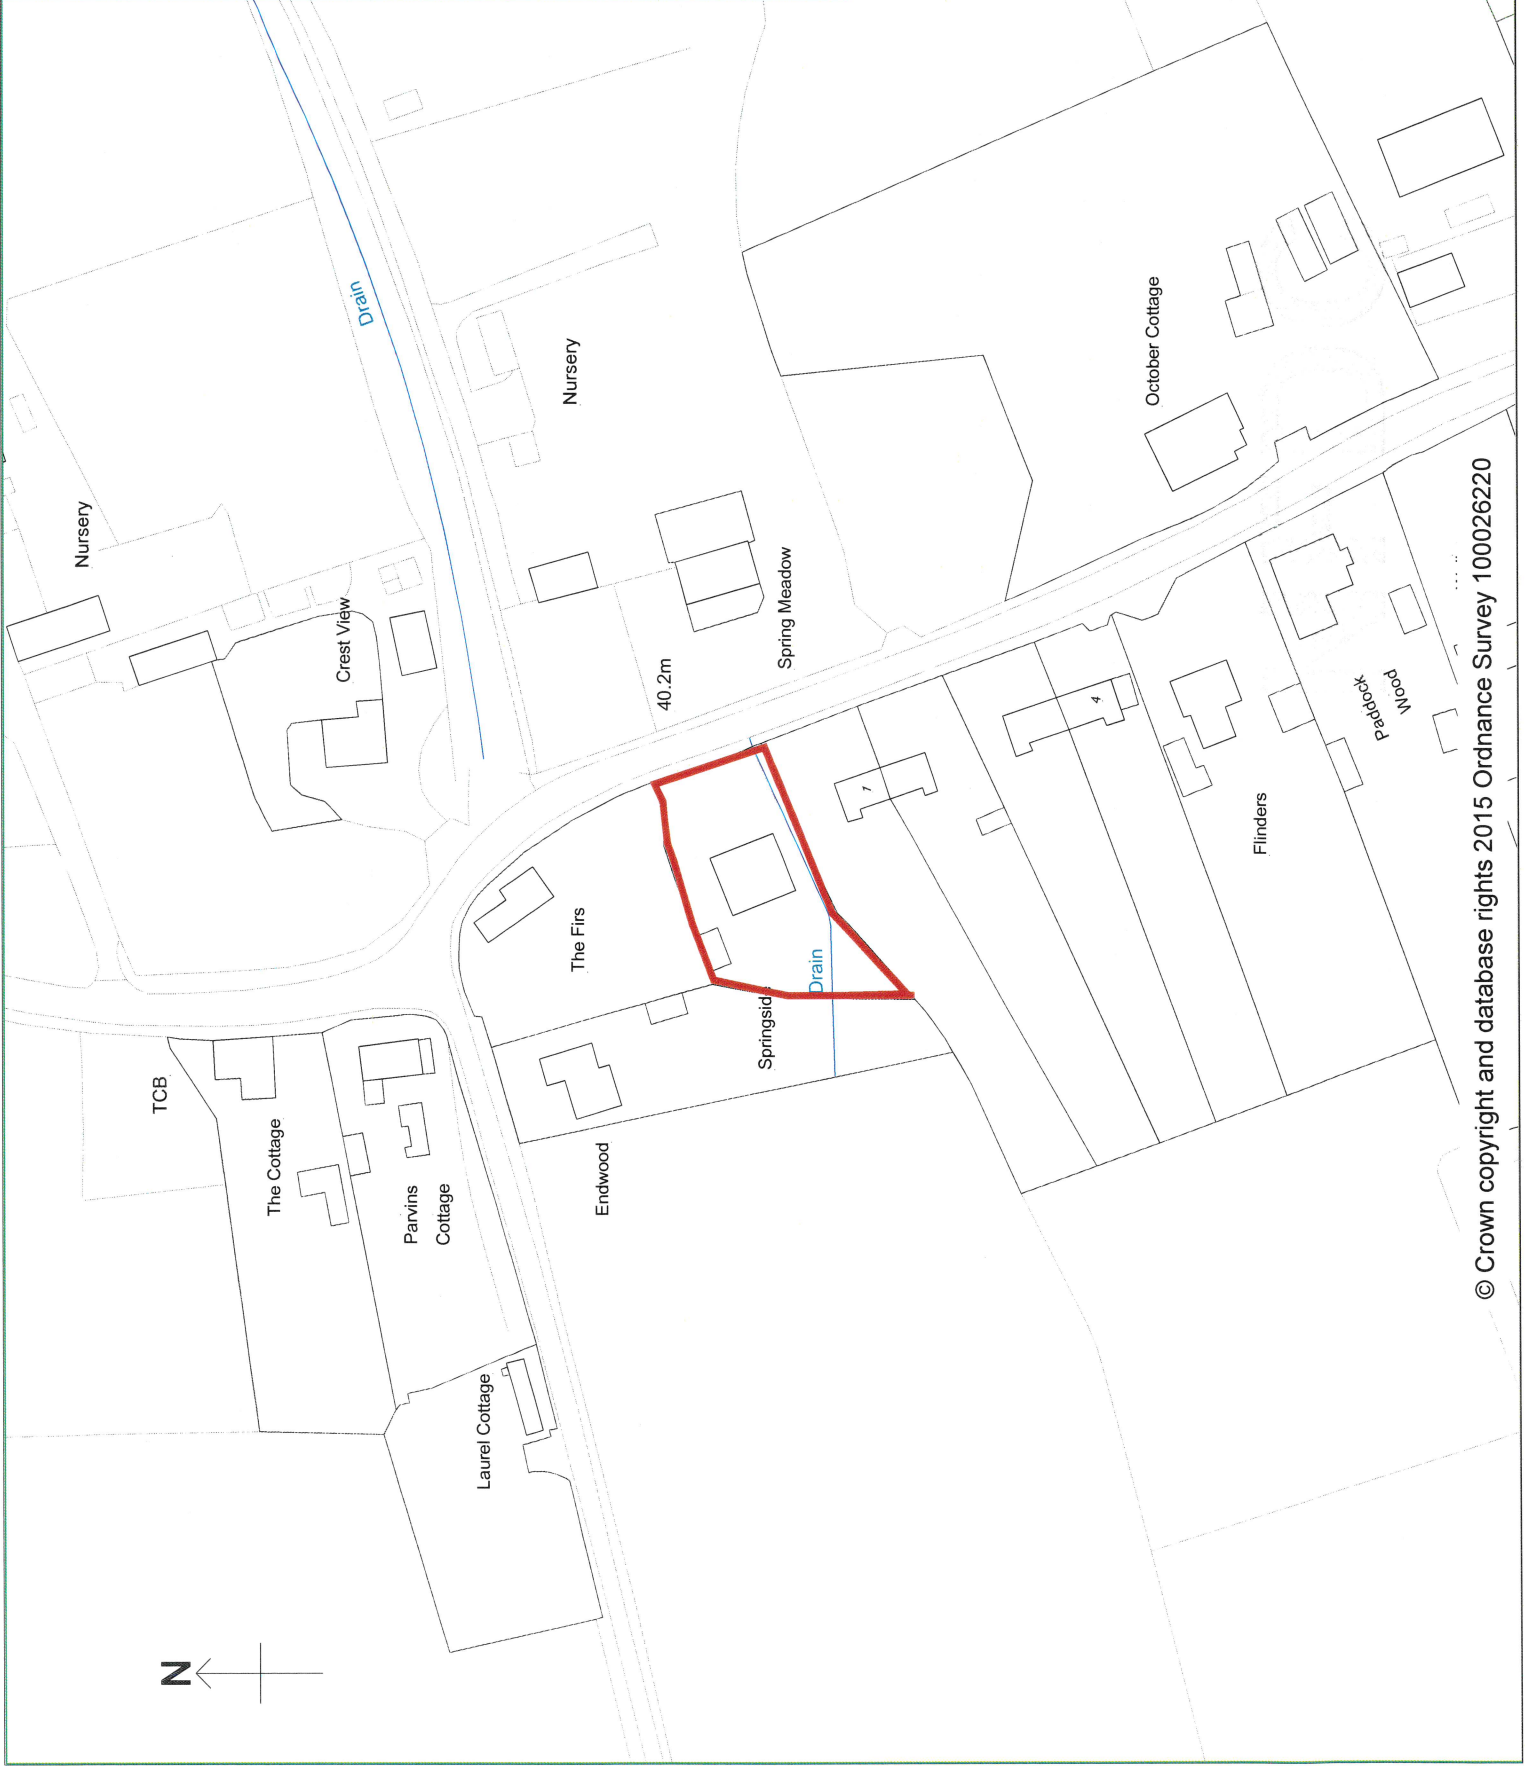 N
Nursery
Crest View
Drain
Nursery
40.2m
Spring Meadow
October Cottage
TCB
The Cottage
Parvins
Cottage
Laurel Cottage
The Firs
Endwood
Drain
1
4
Flinders
Paddock
Wood
© Crown copyright and database rights 2015 Ordnance Survey 100026220